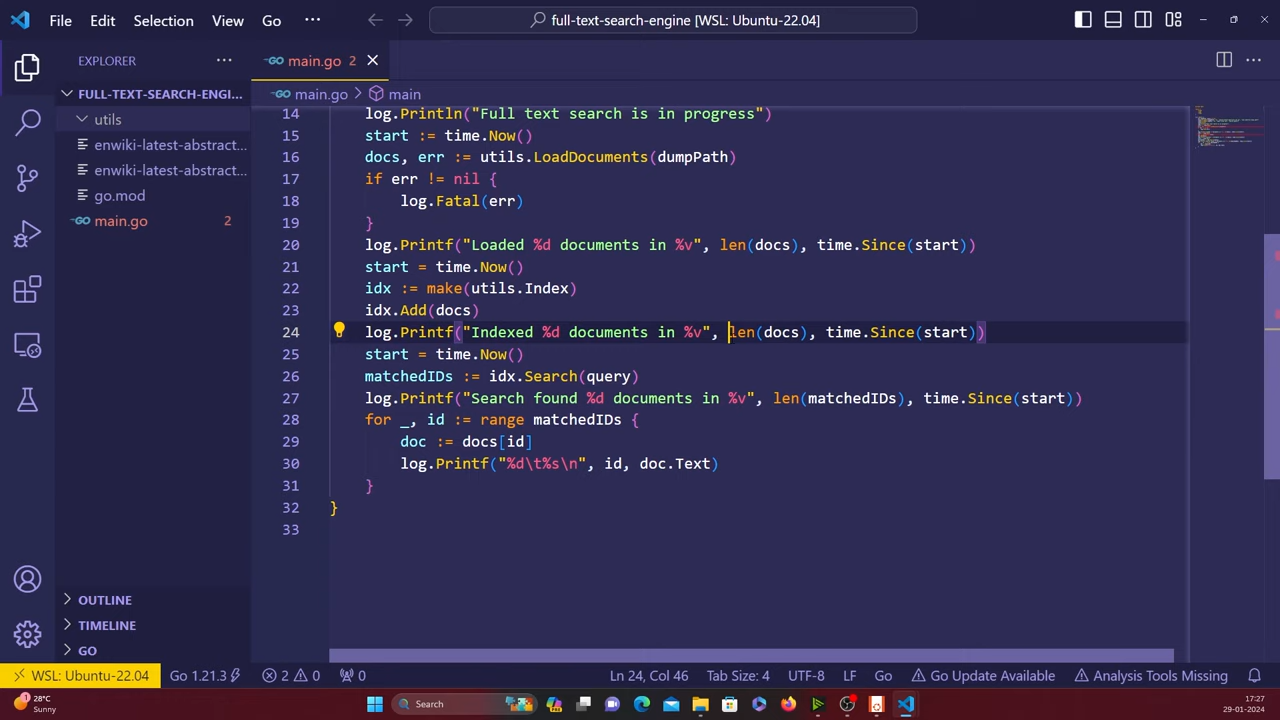 File Edit Selection View Go ··· full-text-search-engine [WSL: Ubuntu-22.04]
EXPLORER ···
main.go 2
FULL-TEXT-SEARCH-ENGI...
main.go > main
utils
enwiki-latest-abstract...
enwiki-latest-abstract...
go.mod
main.go 2
14 log.Println("Full text search is in progress")
15 start := time.Now()
16 docs, err := utils.LoadDocuments(dumpPath)
17 if err != nil {
18 log.Fatal(err)
19 }
20 log.Printf("Loaded %d documents in %v", len(docs), time.Since(start))
21 start = time.Now()
22 idx := make(utils.Index)
23 idx.Add(docs)
24 log.Printf("Indexed %d documents in %v", len(docs), time.Since(start))
25 start = time.Now()
26 matchedIDs := idx.Search(query)
27 log.Printf("Search found %d documents in %v", len(matchedIDs), time.Since(start))
28 for _, id := range matchedIDs {
29 doc := docs[id]
30 log.Printf("%d\t%s\n", id, doc.Text)
31 }
32 }
33
OUTLINE
TIMELINE
GO
WSL: Ubuntu-22.04 Go 1.21.3 2 0 0 Ln 24, Col 46 Tab Size: 4 UTF-8 LF Go Go Update Available Analysis Tools Missing
1 28°C
Sunny
Search
17:27
29-01-2024